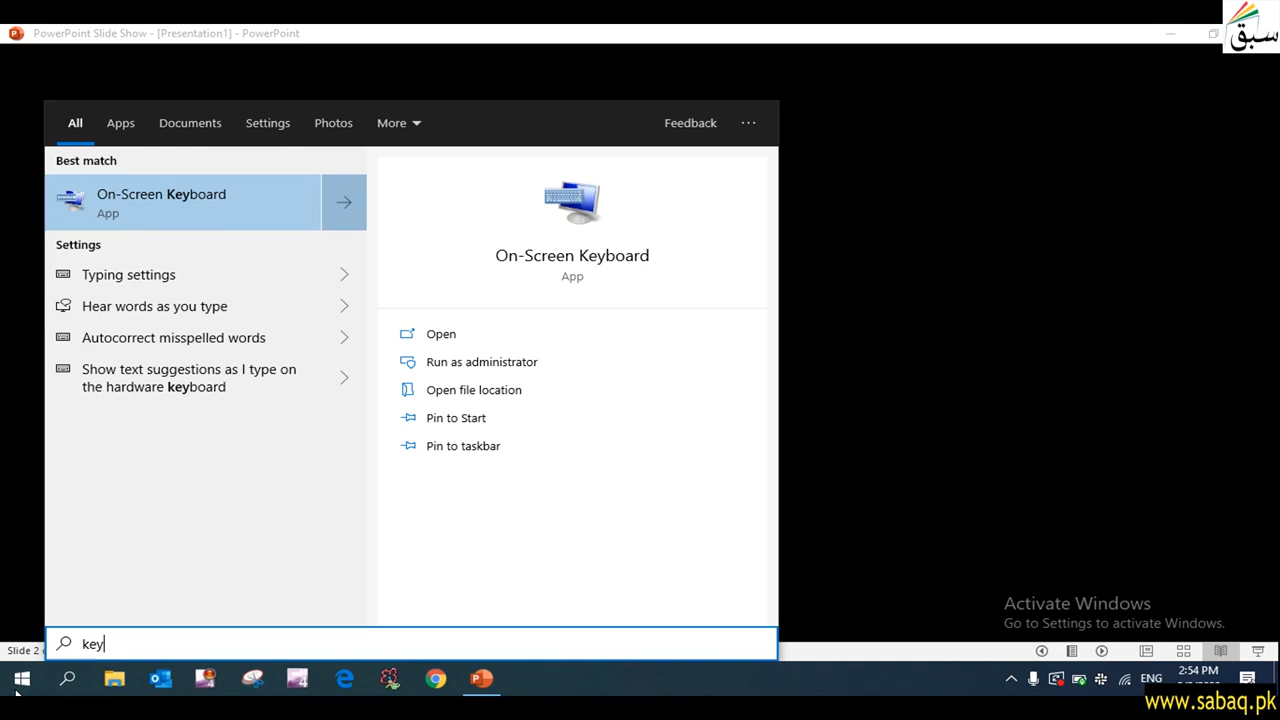 PowerPoint Slide Show - [Presentation1] - PowerPoint
سبق
All Apps Documents Settings Photos More Feedback ...
Best match
On-Screen Keyboard
App
Settings
Typing settings
Hear words as you type
Autocorrect misspelled words
Show text suggestions as I type on
the hardware keyboard
On-Screen Keyboard
App
Open
Run as administrator
Open file location
Pin to Start
Pin to taskbar
Activate Windows
Go to Settings to activate Windows.
key
Slide 2
ENG
2:54 PM
www.sabaq.pk